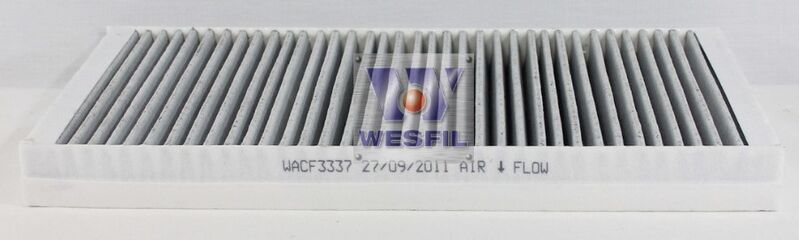 WESFIL
WACF3337 27/09/2011 AIR ↓ FLOW